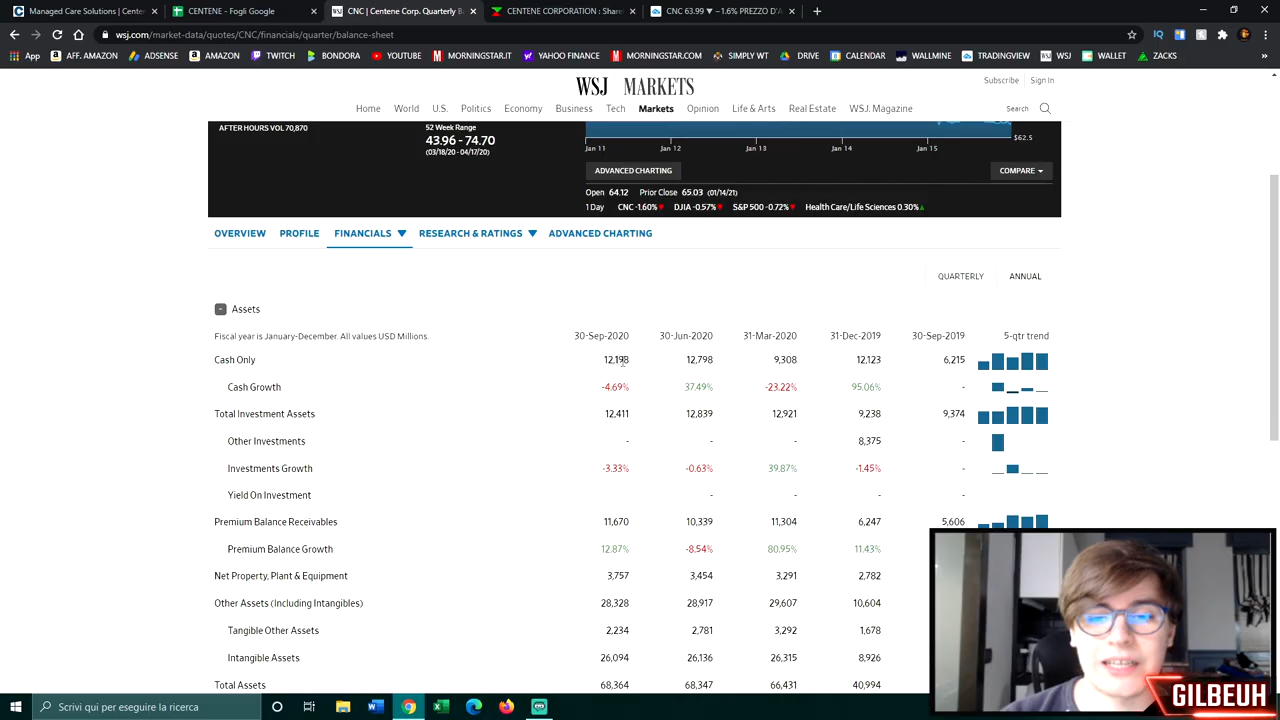 Managed Care Solutions | Center
CENTENE - Fogli Google
Centene Corp. Quarterly B
CENTENE CORPORATION : Share
CNC 63.99 ▼ −1.6% PREZZO D'A
wsj.com/market-data/quotes/CNC/financials/quarter/balance-sheet
App AFF. AMAZON ADSENSE AMAZON TWITCH BONDORA YOUTUBE MORNINGSTAR.IT YAHOO FINANCE MORNINGSTAR.COM SIMPLY WT DRIVE CALENDAR WALLMINE TRADINGVIEW WSJ WALLET ZTL.COM
WSJ MARKETS
Subscribe Sign In
Home World U.S. Politics Economy Business Tech Markets Opinion Life & Arts Real Estate WSJ. Magazine Search
AFTER HOURS VOL 70,870
52 Week Range
43.96 - 74.70
(03/18/20 - 04/17/20)
$62.5
Jan 11 Jan 12 Jan 13 Jan 14 Jan 15
ADVANCED CHARTING COMPARE
Open 64.12 Prior Close 65.03 (01/14/21)
1 Day CNC -1.60% DJIA -0.57% S&P 500 -0.72% Health Care/Life Sciences 0.30%
OVERVIEW PROFILE FINANCIALS RESEARCH & RATINGS ADVANCED CHARTING
QUARTERLY ANNUAL
Assets
Fiscal year is January-December. All values USD Millions. 30-Sep-2020 30-Jun-2020 31-Mar-2020 31-Dec-2019 30-Sep-2019 5-qtr trend
Cash Only 12,198 12,798 9,308 12,123 6,215
Cash Growth -4.69% 37.49% -23.22% 95.06% -
Total Investment Assets 12,411 12,839 12,921 9,238 9,374
Other Investments - - - 8,375 -
Investments Growth -3.33% -0.63% 39.87% -1.45% -
Yield On Investment - - - -
Premium Balance Receivables 11,670 10,339 11,304 6,247 5,606
Premium Balance Growth 12.87% -8.54% 80.95% 11.43%
Net Property, Plant & Equipment 3,757 3,454 3,291 2,782
Other Assets (Including Intangibles) 28,328 28,917 29,607 10,604
Tangible Other Assets 2,234 2,781 3,292 1,678
Intangible Assets 26,094 26,136 26,315 8,926
Total Assets 68,364 68,347 66,431 40,994
GILBEUH
Scrivi qui per eseguire la ricerca